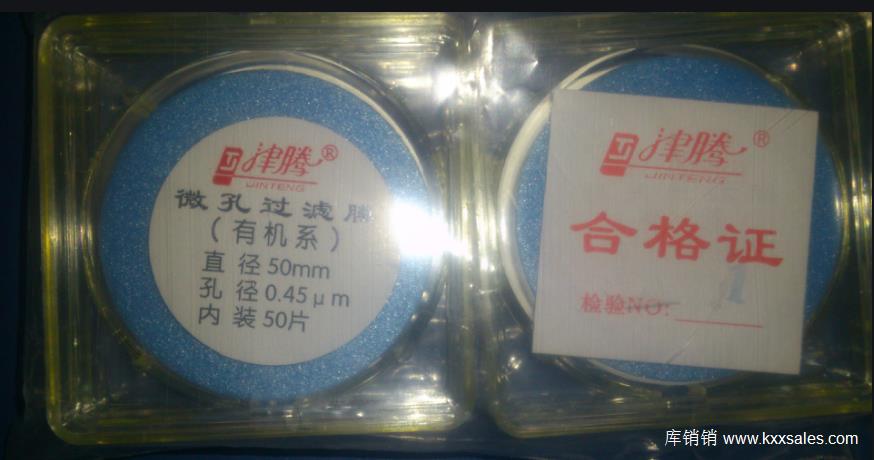 津腾®
JINTENG
微孔过滤膜
(有机系)
直径50mm
孔径0.45μm
内装50片
津腾®
JINTENG
合格证
1
检验NO:
库销销 www.kxxsales.com